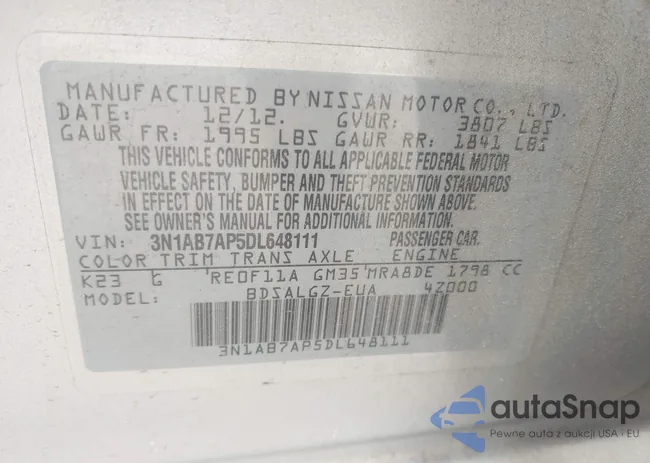 MANUFACTURED BY NISSAN MOTOR CO., LTD.
DATE: 12/12. GVWR: 3807 LBS
GAWR FR: 1995 LBS GAWR RR: 1841 LBS
THIS VEHICLE CONFORMS TO ALL APPLICABLE FEDERAL MOTOR
VEHICLE SAFETY, BUMPER AND THEFT PREVENTION STANDARDS
IN EFFECT ON THE DATE OF MANUFACTURE SHOWN ABOVE.
SEE OWNER'S MANUAL FOR ADDITIONAL INFORMATION.
VIN: 3N1AB7AP5DL648111 PASSENGER CAR.
COLOR TRIM TRANS AXLE ENGINE
K23 G RE0F11A GM35 MRA8DE 1798 CC
MODEL: BDSALGZ-EUA 4Z000
3N1AB7AP5DL648111
autaSnap
Pewne auta z aukcji USA i EU